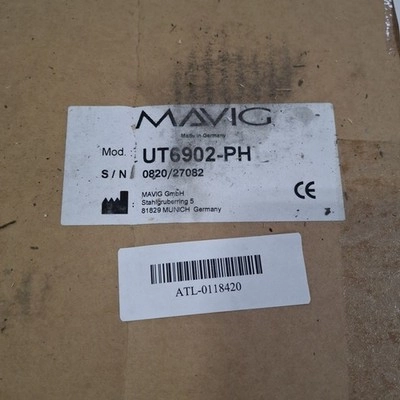 MAVIG
Made in Germany
Mod. UT6902-PH
S/N 0820/27082
MAVIG GmbH
Stahlgruberring 5
81829 MUNICH Germany
CE
ATL-0118420